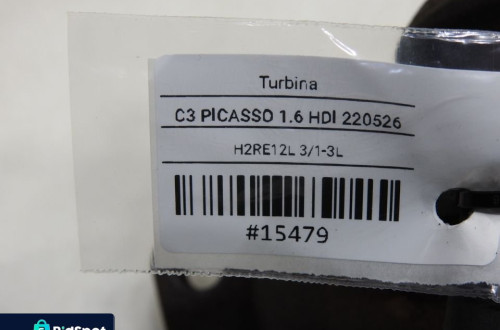 Turbina
C3 PICASSO 1.6 HDI 220526
H2RE12L 3/1-3L
#15479